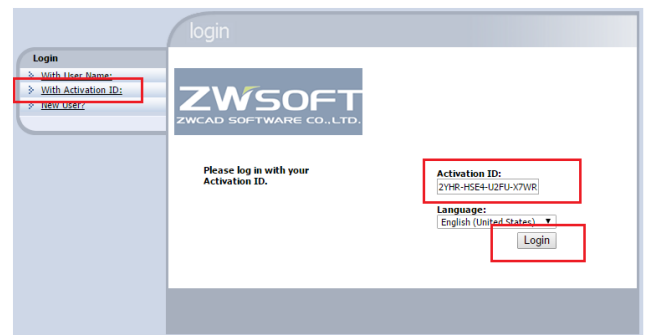 login
Login
With User Name:
With Activation ID:
New User?
ZWSOFT
ZWCAD SOFTWARE CO.,LTD.
Please log in with your
Activation ID.
Activation ID:
2YHR-HSE4-U2FU-X7WR
Language:
English (United States)
Login